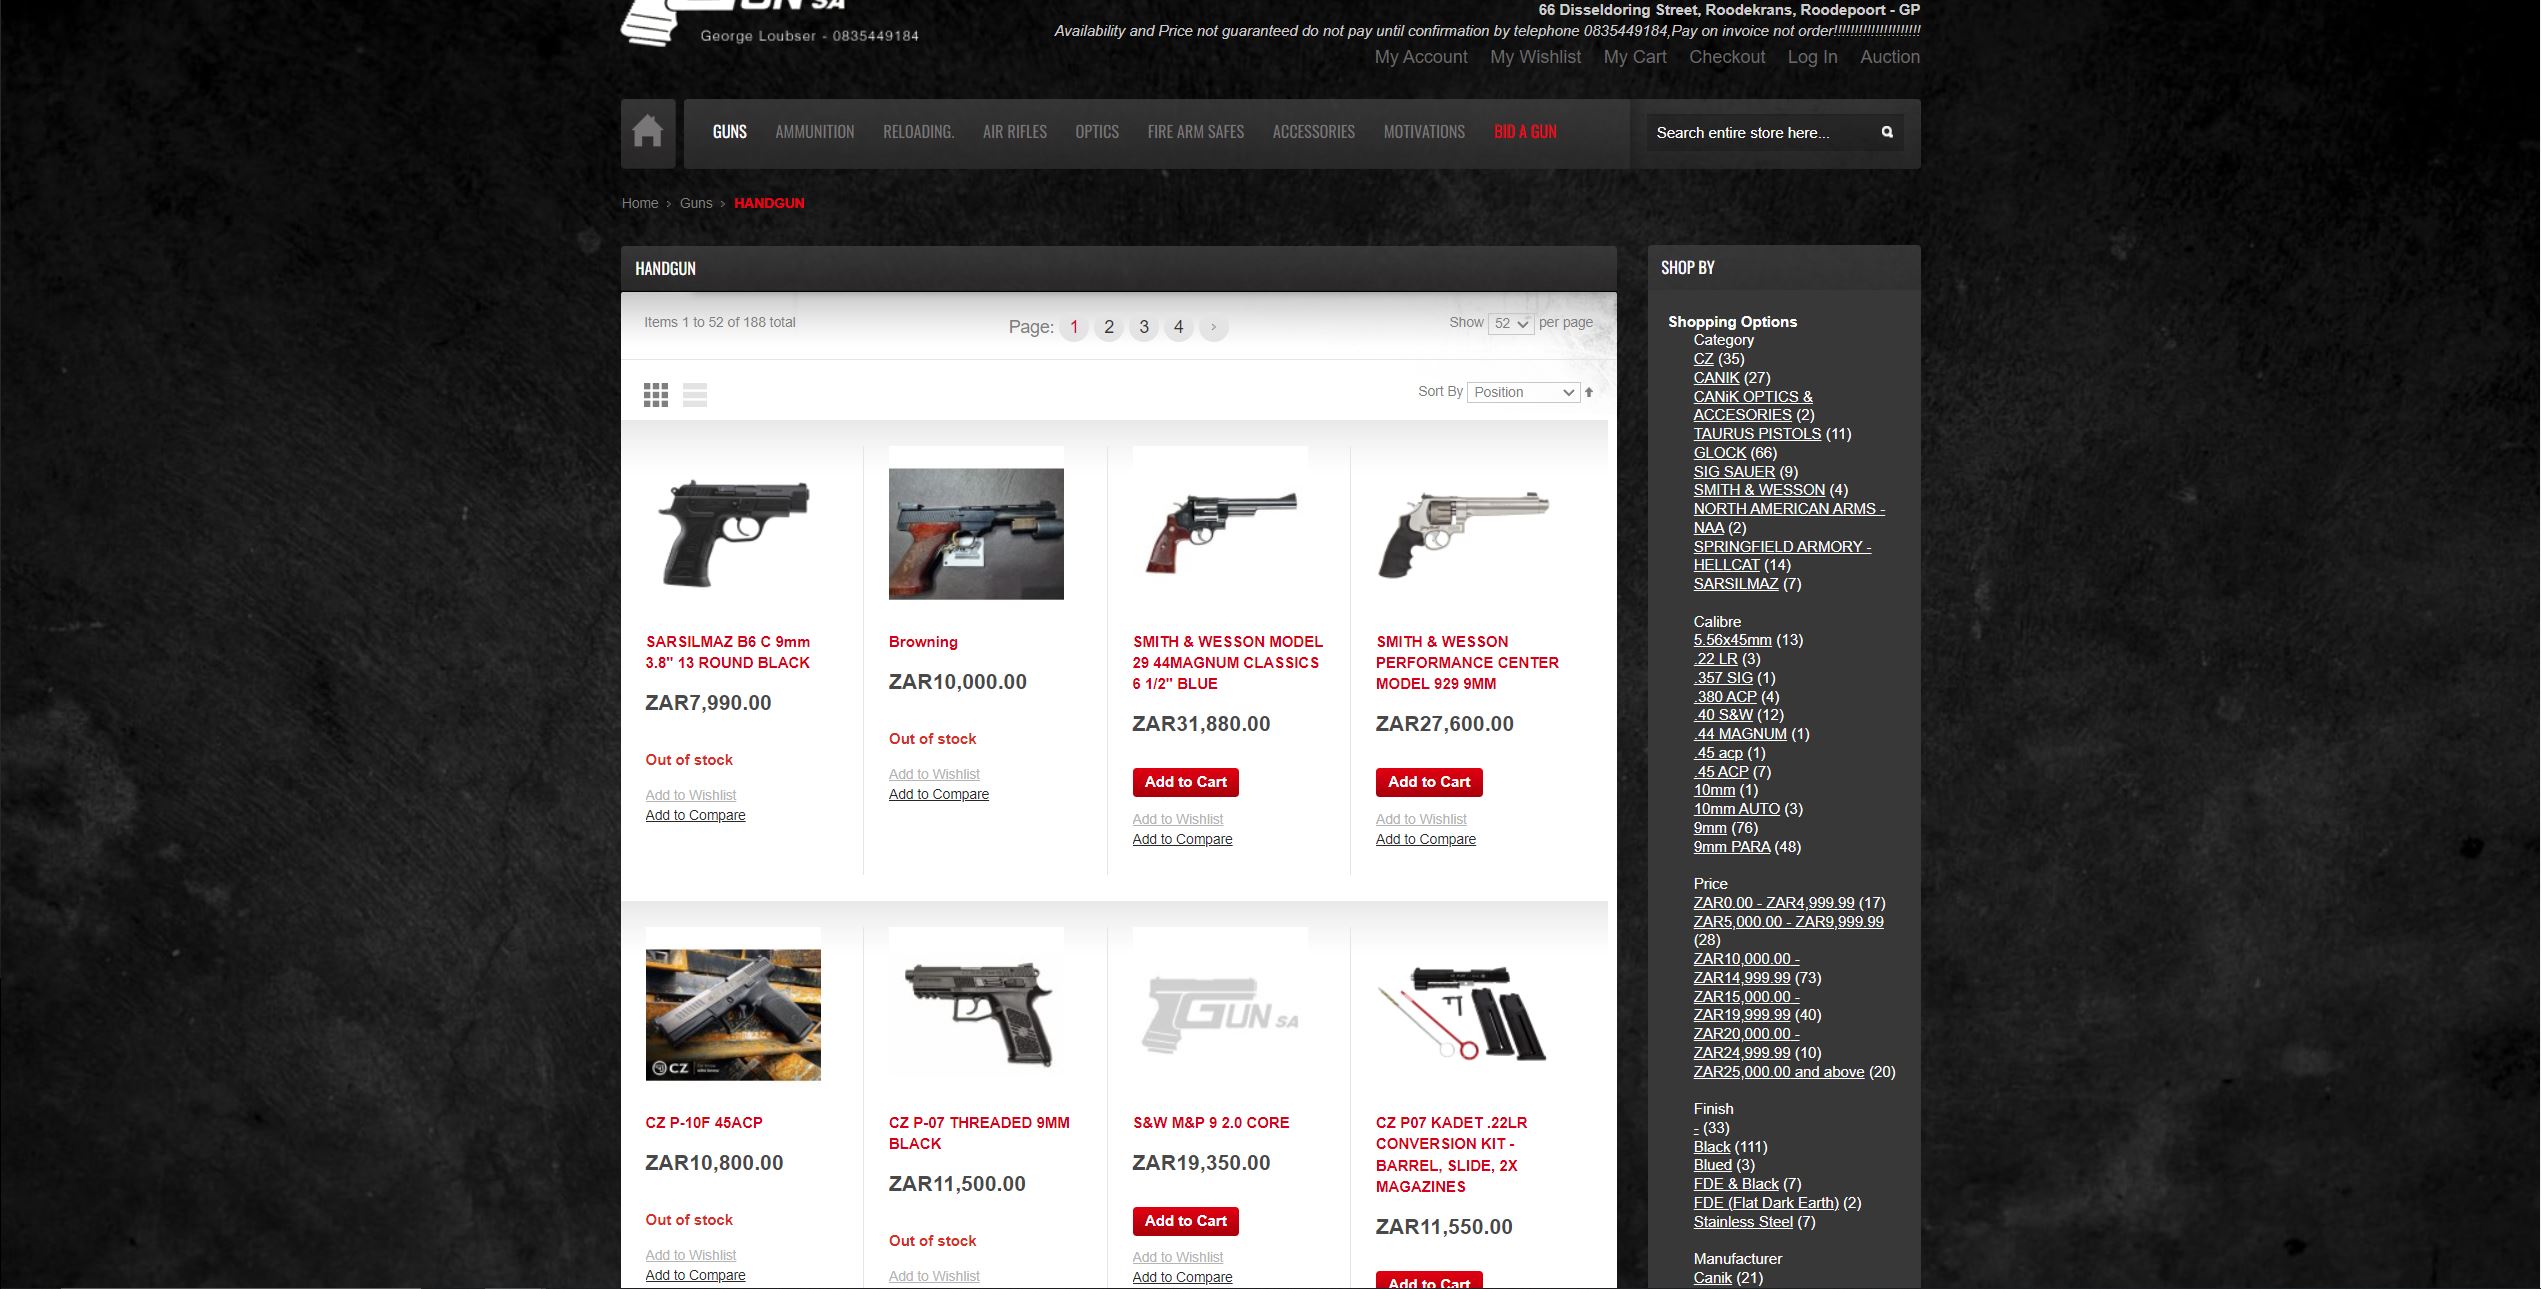 GUN SA
George Loubser - 0835449184
66 Disseldoring Street, Roodekrans, Roodepoort - GP
Availability and Price not guaranteed do not pay until confirmation by telephone 0835449184,Pay on invoice not order!!!!!!!!!!!!!!!!!!!!!
My Account My Wishlist My Cart Checkout Log In Auction
GUNS AMMUNITION RELOADING. AIR RIFLES OPTICS FIRE ARM SAFES ACCESSORIES MOTIVATIONS BID A GUN
Search entire store here...
Home > Guns > HANDGUN
HANDGUN
Items 1 to 52 of 188 total
Page: 1 2 3 4 >
Show 52 per page
Sort By Position
SARSILMAZ B6 C 9mm
3.8" 13 ROUND BLACK
ZAR7,990.00
Out of stock
Add to Wishlist
Add to Compare
Browning
ZAR10,000.00
Out of stock
Add to Wishlist
Add to Compare
SMITH & WESSON MODEL
29 44MAGNUM CLASSICS
6 1/2" BLUE
ZAR31,880.00
Add to Cart
Add to Wishlist
Add to Compare
SMITH & WESSON
PERFORMANCE CENTER
MODEL 929 9MM
ZAR27,600.00
Add to Cart
Add to Wishlist
Add to Compare
CZ
CZ P-10F 45ACP
ZAR10,800.00
Out of stock
Add to Wishlist
Add to Compare
CZ P-07 THREADED 9MM
BLACK
ZAR11,500.00
Out of stock
Add to Wishlist
GUN SA
S&W M&P 9 2.0 CORE
ZAR19,350.00
Add to Cart
Add to Wishlist
Add to Compare
CZ P07 KADET .22LR
CONVERSION KIT -
BARREL, SLIDE, 2X
MAGAZINES
ZAR11,550.00
Add to Cart
SHOP BY
Shopping Options
Category
CZ (35)
CANIK (27)
CANiK OPTICS &
ACCESORIES (2)
TAURUS PISTOLS (11)
GLOCK (66)
SIG SAUER (9)
SMITH & WESSON (4)
NORTH AMERICAN ARMS -
NAA (2)
SPRINGFIELD ARMORY -
HELLCAT (14)
SARSILMAZ (7)
Calibre
5.56x45mm (13)
.22 LR (3)
.357 SIG (1)
.380 ACP (4)
.40 S&W (12)
.44 MAGNUM (1)
.45 acp (1)
.45 ACP (7)
10mm (1)
10mm AUTO (3)
9mm (76)
9mm PARA (48)
Price
ZAR0.00 - ZAR4,999.99 (17)
ZAR5,000.00 - ZAR9,999.99
(28)
ZAR10,000.00 -
ZAR14,999.99 (73)
ZAR15,000.00 -
ZAR19,999.99 (40)
ZAR20,000.00 -
ZAR24,999.99 (10)
ZAR25,000.00 and above (20)
Finish
- (33)
Black (111)
Blued (3)
FDE & Black (7)
FDE (Flat Dark Earth) (2)
Stainless Steel (7)
Manufacturer
Canik (21)